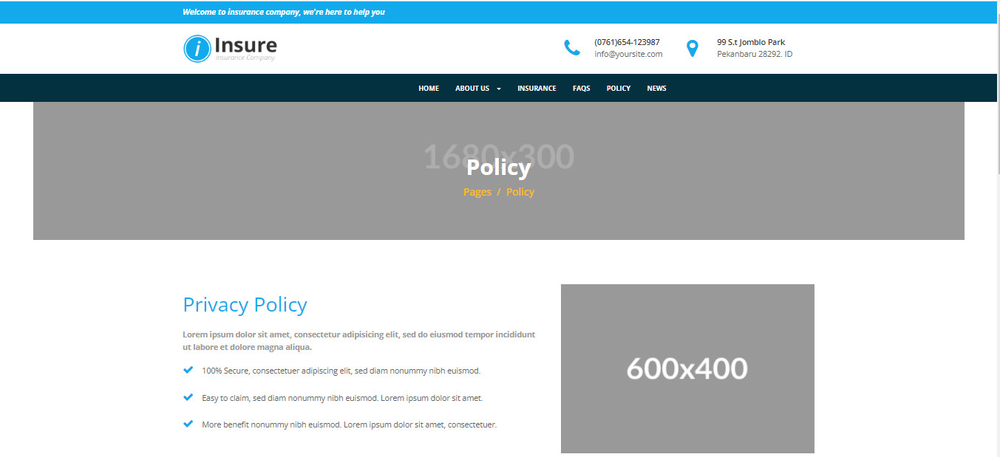 Welcome to insurance company, we're here to help you
i Insure
Insurance Company
(0761)654-123987
info@yoursite.com
99 S.t Jomblo Park
Pekanbaru 28292. ID
HOME ABOUT US INSURANCE FAQS POLICY NEWS
1680x300
Policy
Pages / Policy
Privacy Policy
Lorem ipsum dolor sit amet, consectetur adipisicing elit, sed do eiusmod tempor incididunt
ut labore et dolore magna aliqua.
100% Secure, consectetuer adipiscing elit, sed diam nonummy nibh euismod.
Easy to claim, sed diam nonummy nibh euismod. Lorem ipsum dolor sit amet.
More benefit nonummy nibh euismod. Lorem ipsum dolor sit amet, consectetuer.
600x400